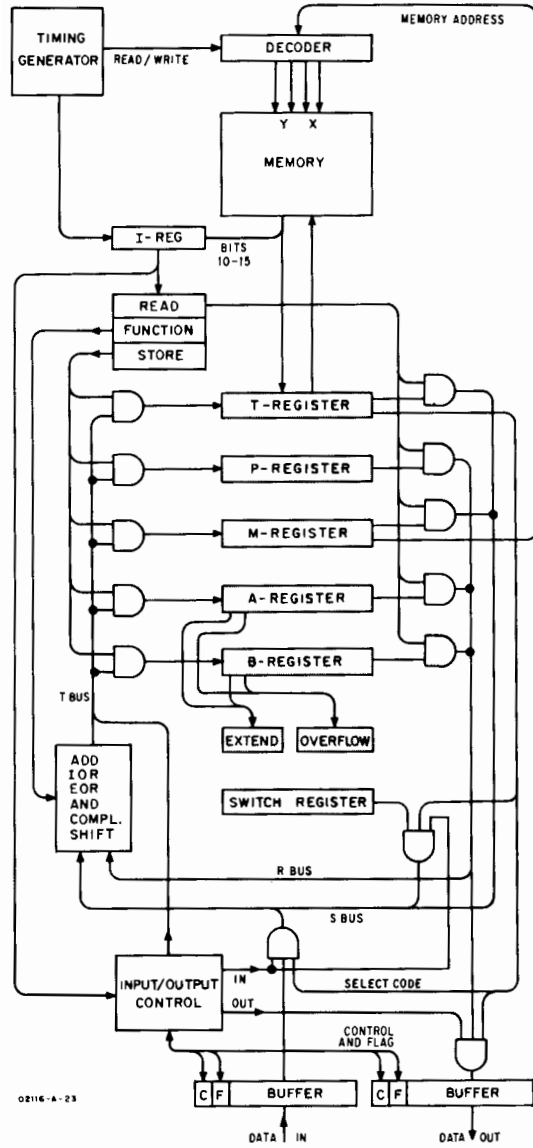 MEMORY ADDRESS
TIMING
GENERATOR
READ/WRITE
DECODER
Y X
MEMORY
I-REG
BITS
10-15
READ
FUNCTION
STORE
T-REGISTER
P-REGISTER
M-REGISTER
A-REGISTER
B-REGISTER
T BUS
EXTEND
OVERFLOW
ADD
IOR
EOR
AND
COMPL.
SHIFT
SWITCH REGISTER
R BUS
S BUS
INPUT/OUTPUT
CONTROL
IN
OUT
SELECT CODE
CONTROL
AND FLAG
C F BUFFER
C F BUFFER
02116-A-23
DATA IN
DATA OUT